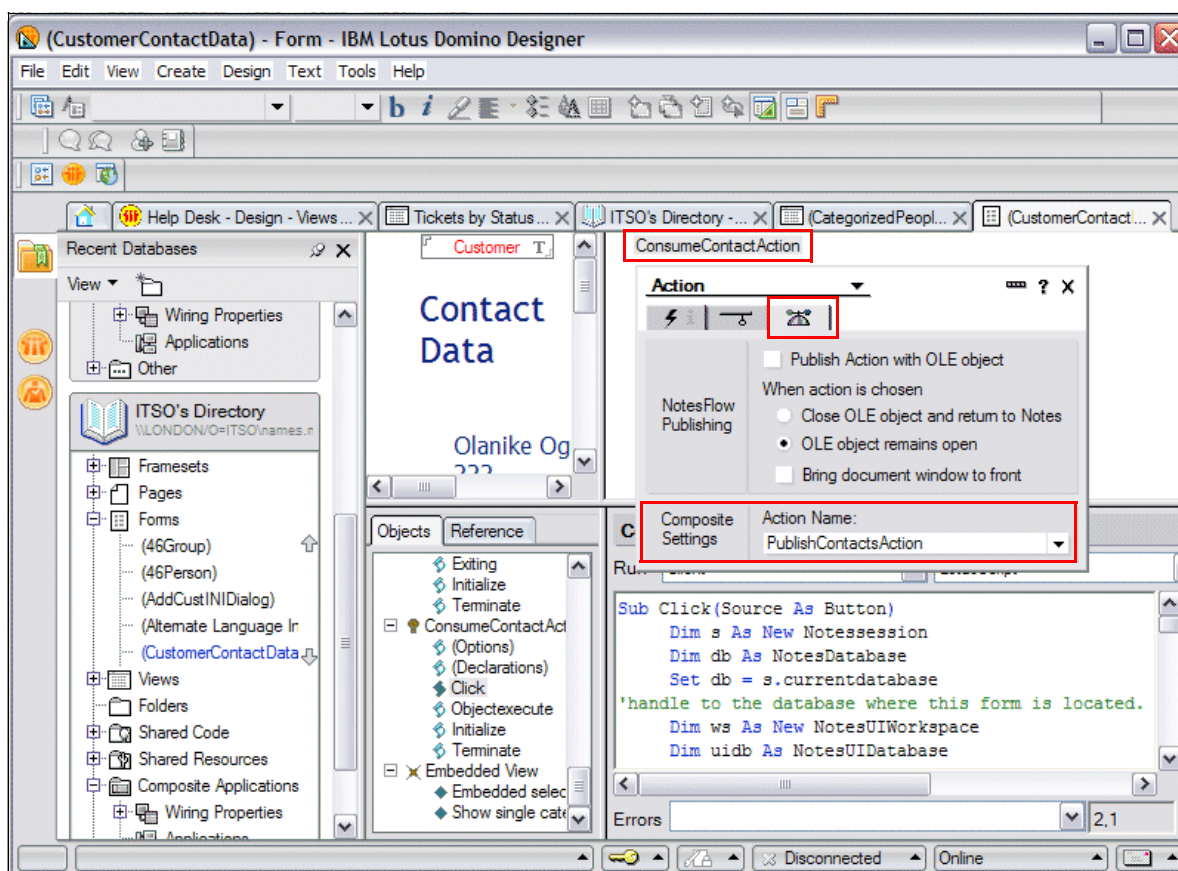 (CustomerContactData) - Form - IBM Lotus Domino Designer
File Edit View Create Design Text Tools Help
b i
Help Desk - Design - Views ... Tickets by Status ... ITSO's Directory -... (CategorizedPeopl... (CustomerContact'...
Recent Databases
View
Wiring Properties
Applications
Other
ITSO's Directory
\\LONDON/O=ITSO\names.n
Framesets
Pages
Forms
(46Group)
(46Person)
(AddCustINIDialog)
(Alternate Language In
(CustomerContactData
Views
Folders
Shared Code
Shared Resources
Composite Applications
Wiring Properties
Applications
Customer T
Contact
Data
Olanike Og
222
ConsumeContactAction
Action
?
Publish Action with OLE object
When action is chosen
NotesFlow
Publishing
Close OLE object and return to Notes
OLE object remains open
Bring document window to front
Composite
Settings
Action Name:
PublishContactsAction
Objects Reference
Exiting
Initialize
Terminate
ConsumeContactAct
(Options)
(Declarations)
Click
Objectexecute
Initialize
Terminate
Embedded View
Embedded selec
Show single cate
C
Run
Sub Click(Source As Button)
Dim s As New Notessession
Dim db As NotesDatabase
Set db = s.currentdatabase
'handle to the database where this form is located.
Dim ws As New NotesUIWorkspace
Dim uidb As NotesUIDatabase
Errors 2,1
Disconnected Online